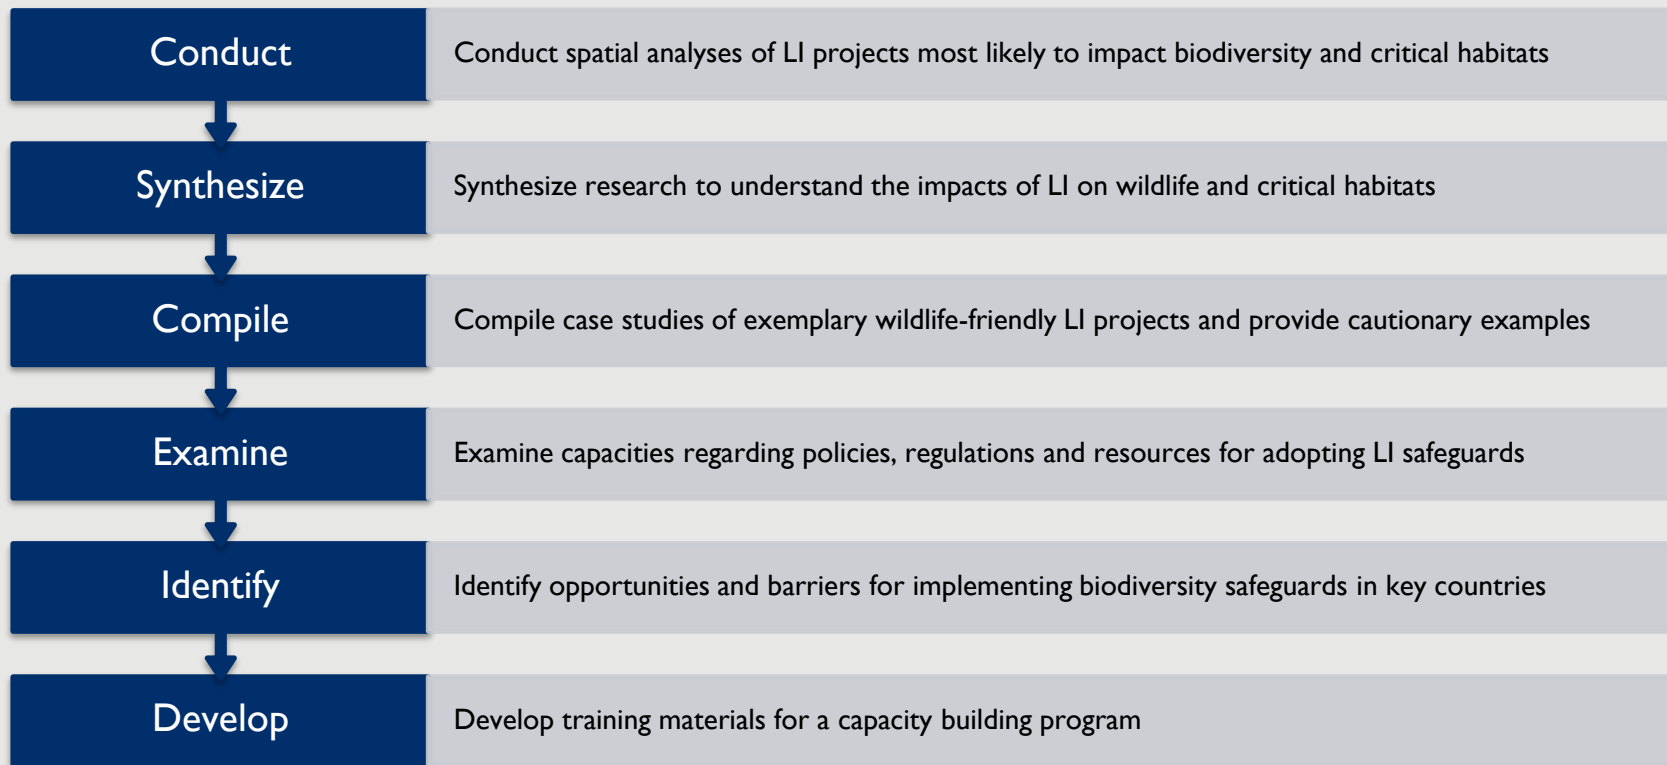 Conduct
Conduct spatial analyses of LI projects most likely to impact biodiversity and critical habitats
Synthesize
Synthesize research to understand the impacts of LI on wildlife and critical habitats
Compile
Compile case studies of exemplary wildlife-friendly LI projects and provide cautionary examples
Examine
Examine capacities regarding policies, regulations and resources for adopting LI safeguards
Identify
Identify opportunities and barriers for implementing biodiversity safeguards in key countries
Develop
Develop training materials for a capacity building program